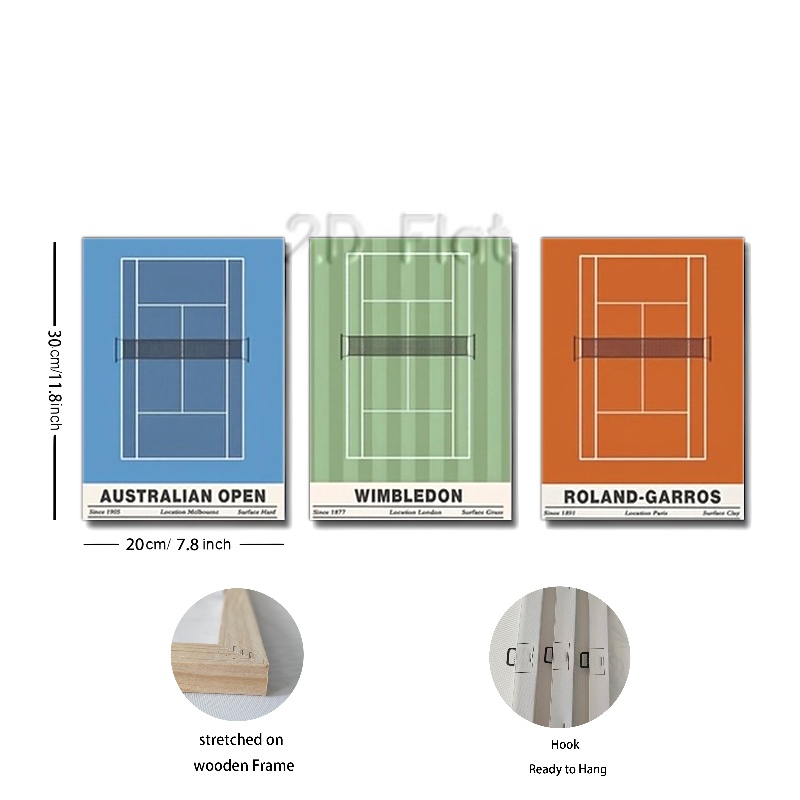 2D Flat
30cm/11.8inch
AUSTRALIAN OPEN
Since 1905 Location Melbourne Surface Hard
WIMBLEDON
Since 1877 Location London Surface Grass
ROLAND-GARROS
Since 1891 Location Paris Surface Clay
20cm/ 7.8 inch
stretched on
wooden Frame
Hook
Ready to Hang